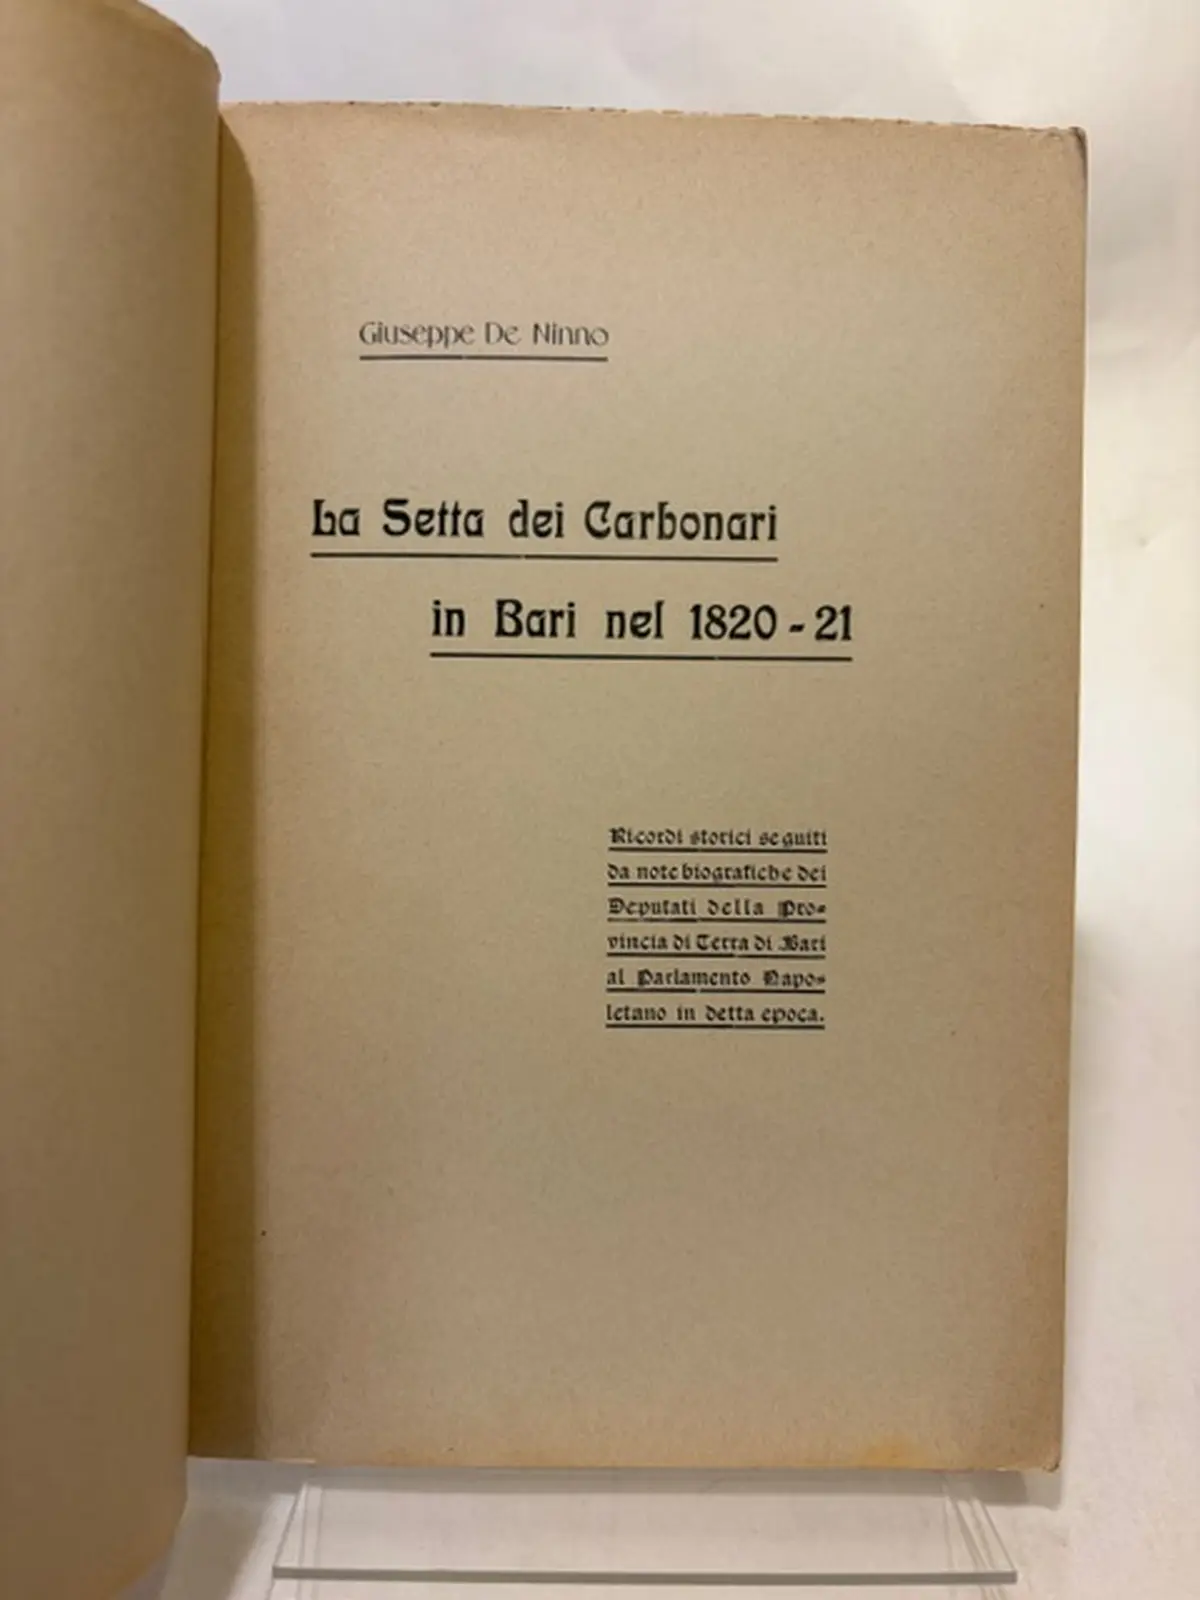 Giuseppe De Ninno
La Setta dei Carbonari
in Bari nel 1820-21
Ricordi storici seguiti
da note biografiche dei
Deputati della Pro=
vincia di Terra di Bari
al Parlamento Napo=
letano in detta epoca.